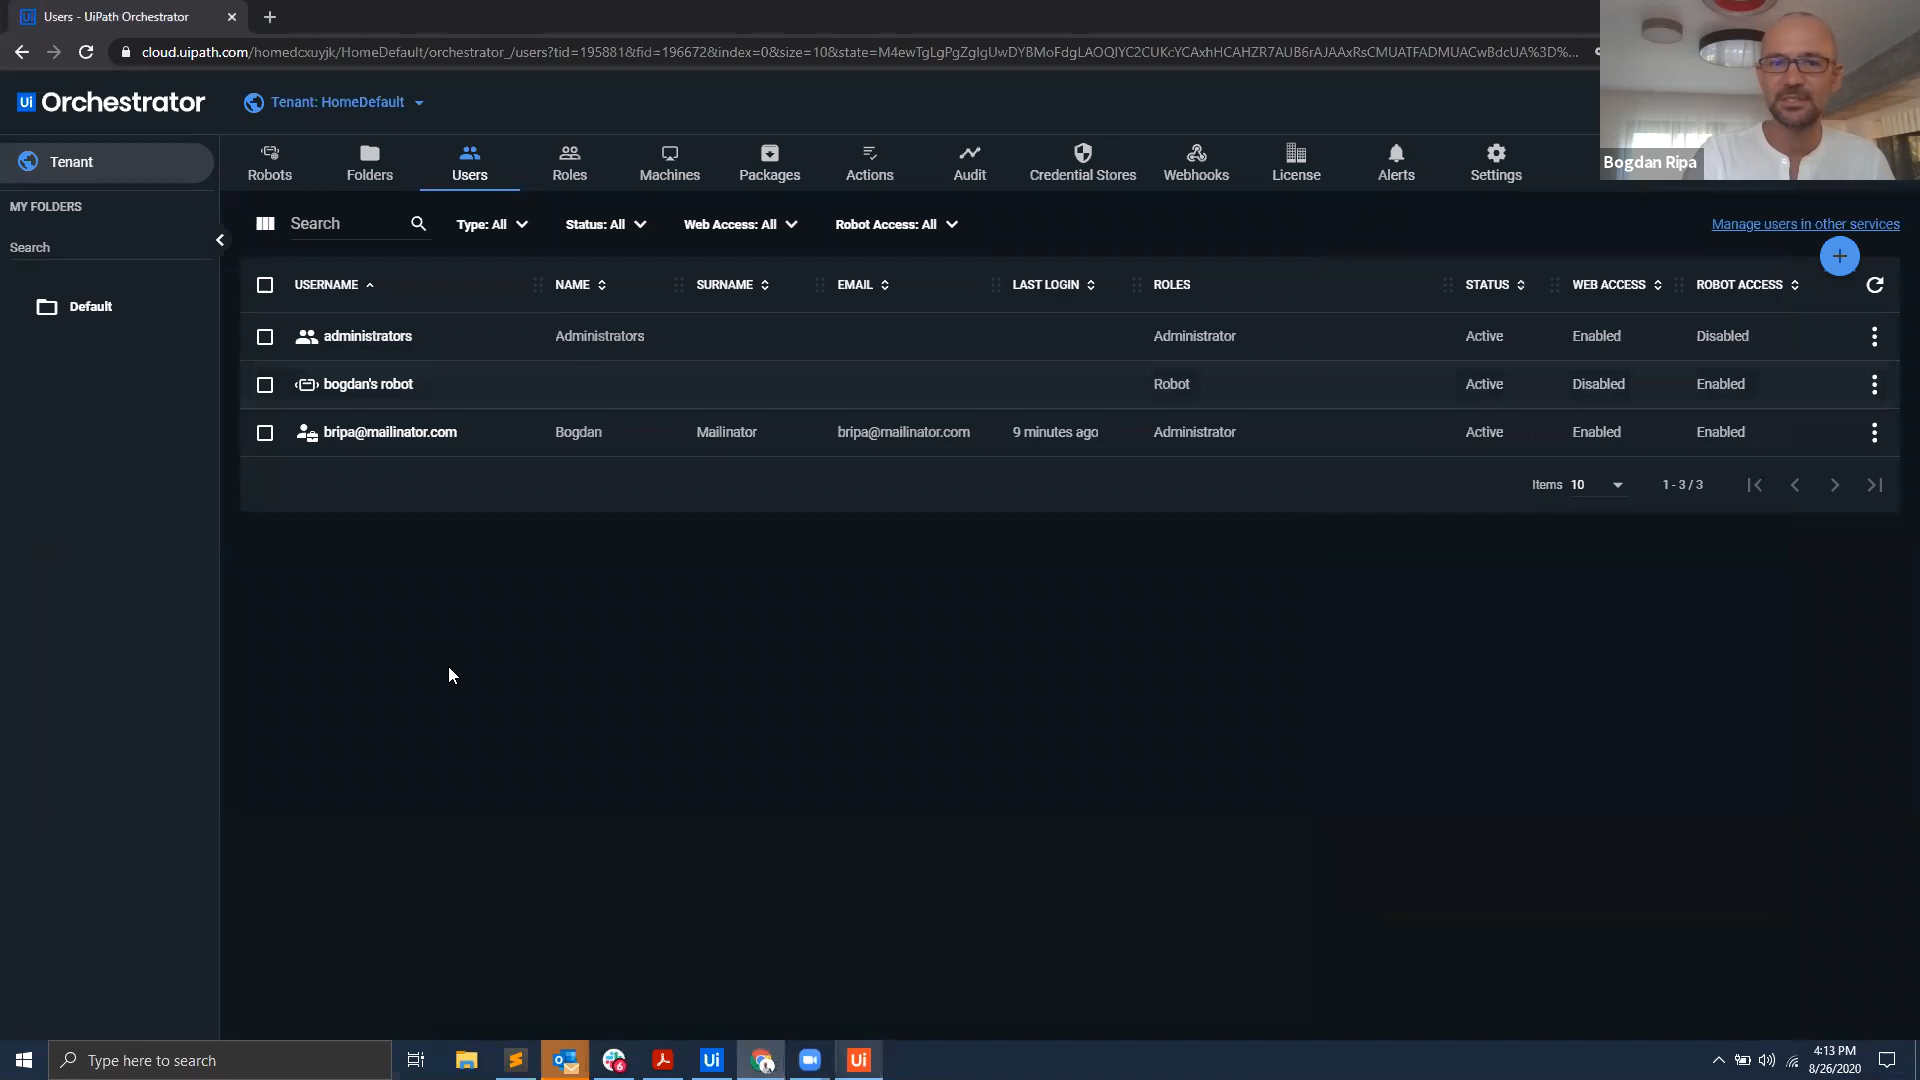 Users - UiPath Orchestrator
cloud.uipath.com/homedcxuyjk/HomeDefault/orchestrator_/users?tid=195881&fid=196672&index=0&size=10&state=
Bogdan Ripa
Ui Orchestrator
Tenant: HomeDefault
Tenant
Robots Folders Users Roles Machines Packages Actions Audit Credential Stores Webhooks License Alerts Settings
MY FOLDERS
Search
Default
Search Type: All Status: All Web Access: All Robot Access: All
Manage users in other services
USERNAME NAME SURNAME EMAIL LAST LOGIN ROLES STATUS WEB ACCESS ROBOT ACCESS
administrators Administrators Administrator Active Enabled Disabled
bogdan's robot Robot Active Disabled Enabled
bripa@mailinator.com Bogdan Mailinator bripa@mailinator.com 9 minutes ago Administrator Active Enabled Enabled
Items 10 1 - 3 / 3
Type here to search
6
Ui
Ui
4:13 PM
8/26/2020